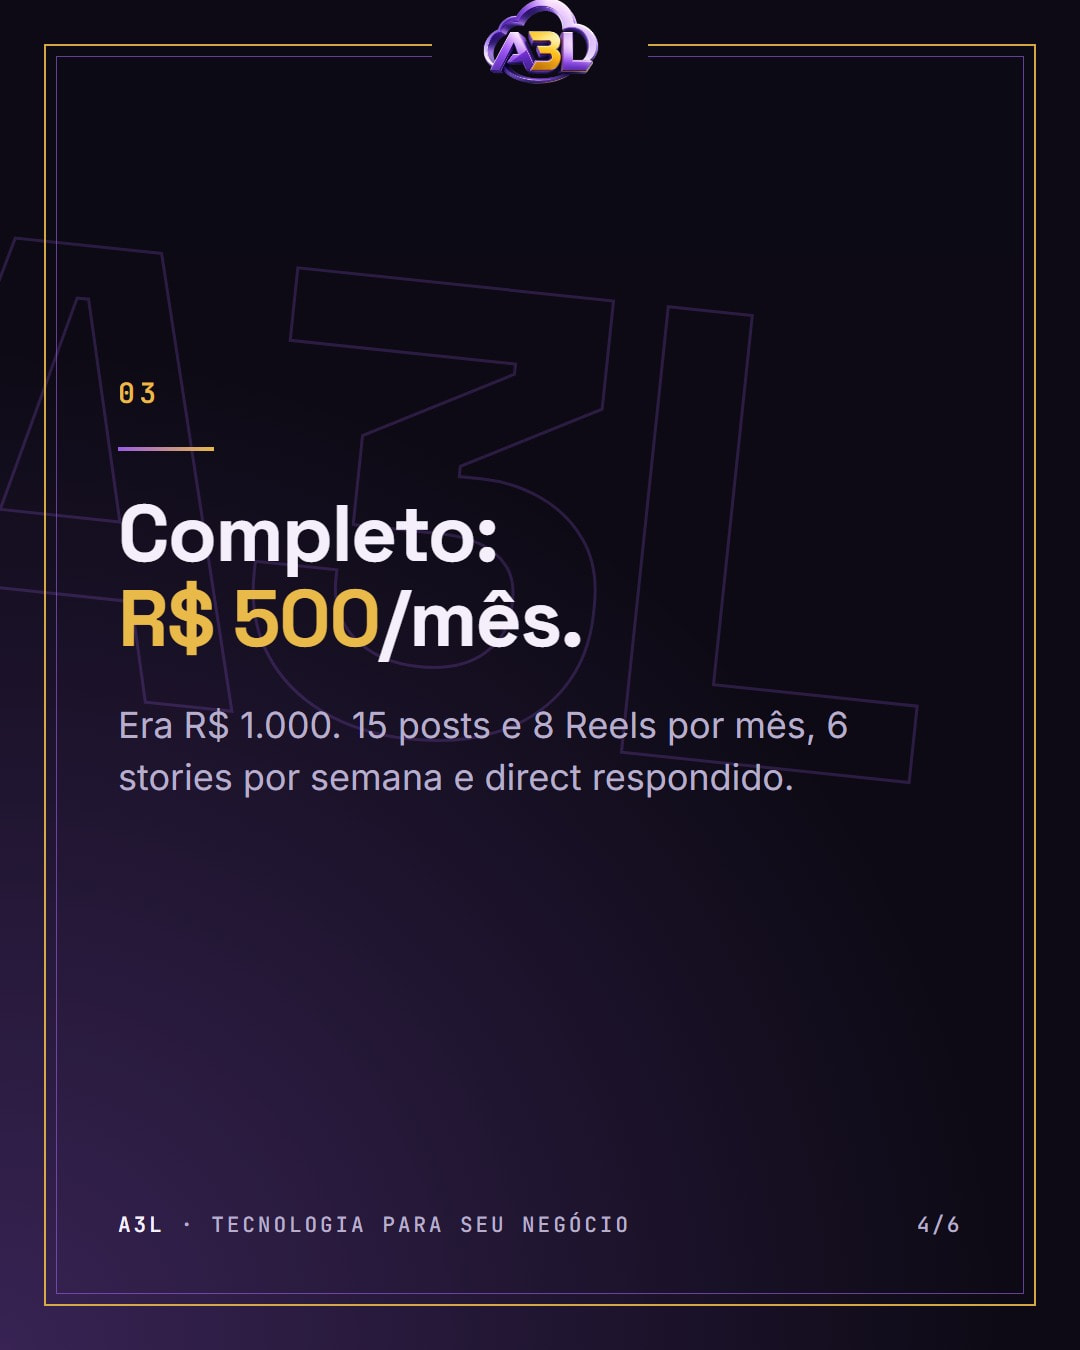 A3L
A3L
03
Completo:
R$ 500/mês.
Era R$ 1.000. 15 posts e 8 Reels por mês, 6
stories por semana e direct respondido.
A3L · TECNOLOGIA PARA SEU NEGÓCIO
4/6